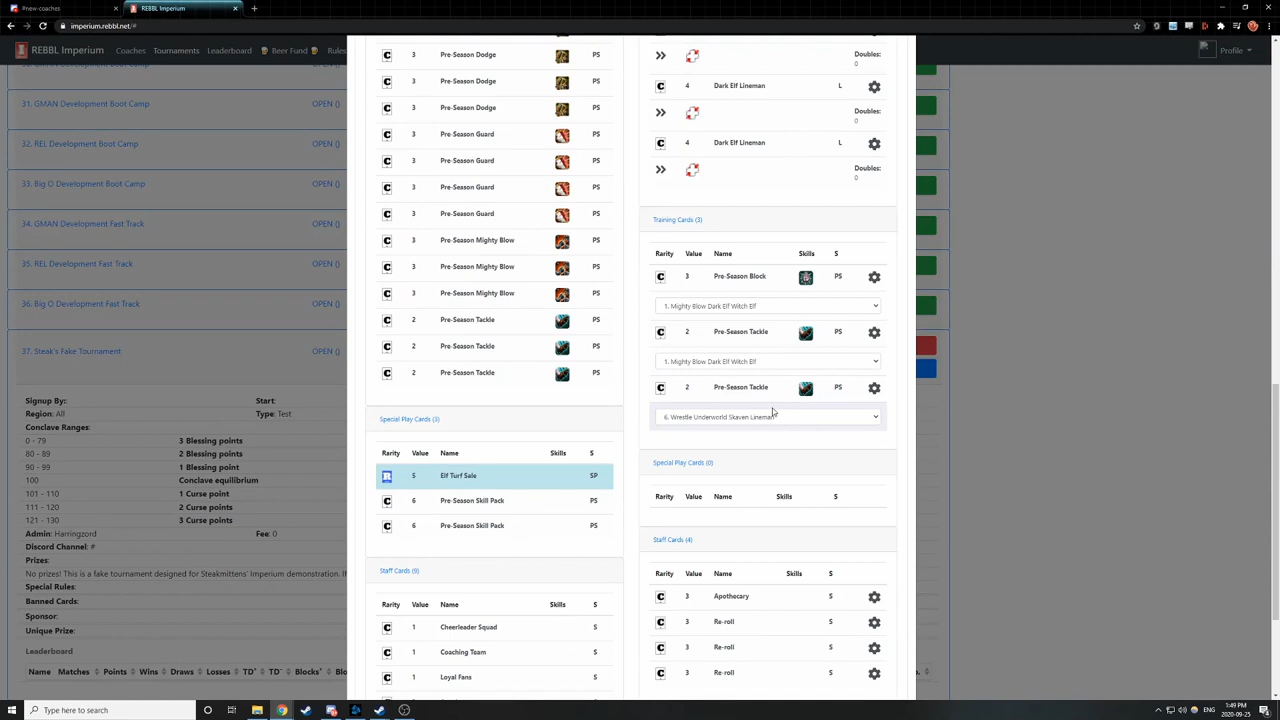 #new-coaches
REBBL Imperium
imperium.rebbl.net/#
REBBL Imperium Coaches Tournaments Leaderboard Beer Fund Rules
Profile
31. GMAN Development Boot Camp OPEN ()
32. REL Development Boot Camp OPEN ()
33. Big O Development Boot Camp OPEN ()
34. GMAN Development Fast Track OPEN ()
35. REL Development Fast Track OPEN ()
36. Big O Development Fast Track OPEN ()
37. Steak's Fake Tournament OPEN ()
Signup By: Start:
Region: All Type: Test
Conclave Ranges:
0 - 79 3 Blessing points
80 - 89 2 Blessing points
90 - 99 1 Blessing point
100 Conclave equilibrium
101 - 110 1 Curse point
111 - 120 2 Curse points
121 - 130 3 Curse points
Admin: Harringzord Fee: 0
Discord Channel: #
Prizes:
No prizes! This is a fake tournament designed for Steakmittens' Imperium demonstration. If
Special Rules:
Banned Cards:
Sponsor:
Unique Prize:
Leaderboard
Name Matches Points Wins Draws Losses TD+ TD- Blocks+
C 3 Pre-Season Dodge PS
C 3 Pre-Season Dodge PS
C 3 Pre-Season Dodge PS
C 3 Pre-Season Guard PS
C 3 Pre-Season Guard PS
C 3 Pre-Season Guard PS
C 3 Pre-Season Guard PS
C 3 Pre-Season Mighty Blow PS
C 3 Pre-Season Mighty Blow PS
C 3 Pre-Season Mighty Blow PS
C 2 Pre-Season Tackle PS
C 2 Pre-Season Tackle PS
C 2 Pre-Season Tackle PS
Special Play Cards (3)
Rarity Value Name Skills S
5 Elf Turf Sale SP
C 6 Pre-Season Skill Pack PS
C 6 Pre-Season Skill Pack PS
Staff Cards (9)
Rarity Value Name Skills S
C 1 Cheerleader Squad S
C 1 Coaching Team S
C 1 Loyal Fans S
Doubles:
0
C 4 Dark Elf Lineman L
Doubles:
0
C 4 Dark Elf Lineman L
Doubles:
0
Training Cards (3)
Rarity Value Name Skills S
C 3 Pre-Season Block PS
1. Mighty Blow Dark Elf Witch Elf
C 2 Pre-Season Tackle PS
1. Mighty Blow Dark Elf Witch Elf
C 2 Pre-Season Tackle PS
6. Wrestle Underworld Skaven Lineman
Special Play Cards (0)
Rarity Value Name Skills S
Staff Cards (4)
Rarity Value Name Skills S
C 3 Apothecary S
C 3 Re-roll S
C 3 Re-roll S
C 3 Re-roll S
Type here to search
ENG
1:49 PM
2020-09-25